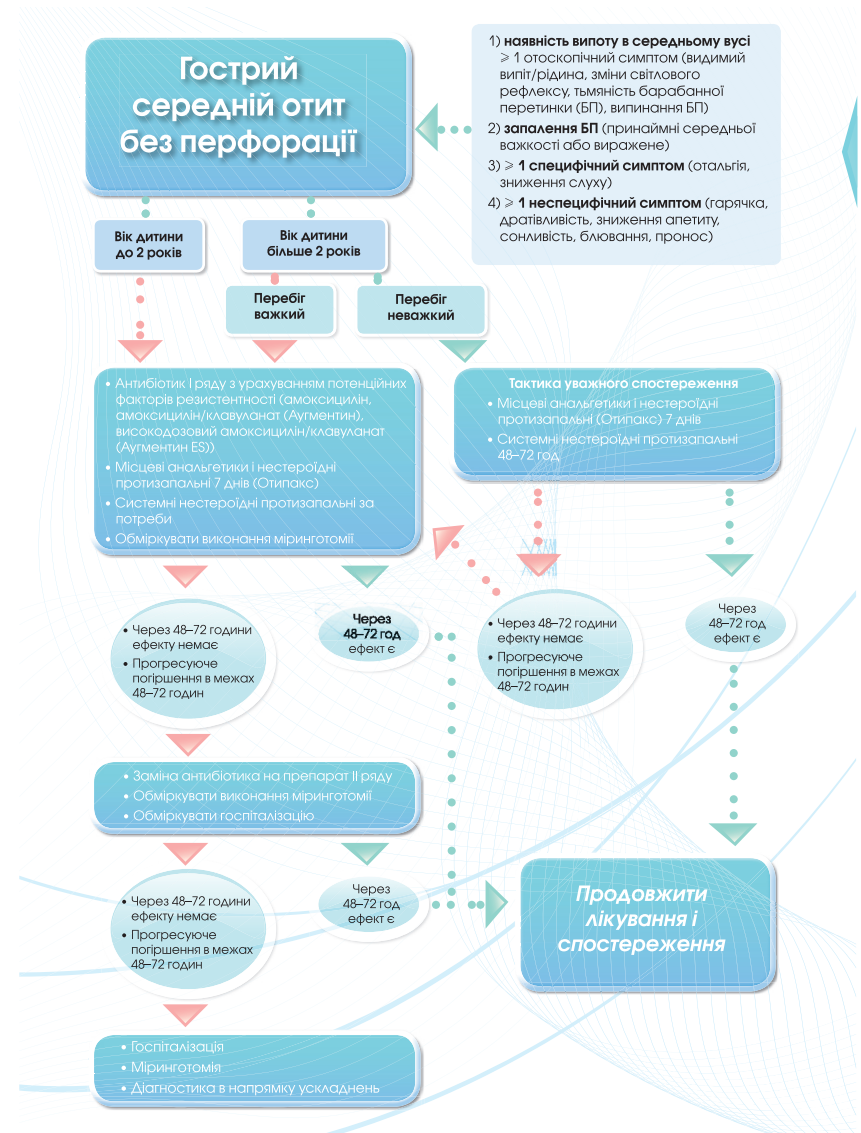 Гострий
середній отит
без перфорації
1) наявність випоту в середньому вусі
⩾ 1 отоскопічний симптом (видимий
випіт/рідина, зміни світлового
рефлексу, тьмяність барабанної
перетинки (БП), випинання БП)
2) запалення БП (принаймні середньої
важкості або виражене)
3) ⩾ 1 специфічний симптом (отальгія,
зниження слуху)
4) ⩾ 1 неспецифічний симптом (гарячка,
дратівливість, зниження апетиту,
сонливість, блювання, пронос)
Вік дитини
до 2 років
Вік дитини
більше 2 років
Перебіг
важкий
Перебіг
неважкий
• Антибіотик I ряду з урахуванням потенційних
факторів резистентності (амоксицилін,
амоксицилін/клавуланат (Аугментин),
високодозовий амоксицилін/клавуланат
(Аугментин ES))
• Місцеві анальгетики і нестероїдні
протизапальні 7 днів (Отипакс)
• Системні нестероїдні протизапальні за
потреби
• Обміркувати виконання міринготомії
Тактика уважного спостереження
• Місцеві анальгетики і нестероїдні
протизапальні (Отипакс) 7 днів
• Системні нестероїдні протизапальні
48–72 год
• Через 48–72 години
ефекту немає
• Прогресуюче
погіршення в межах
48–72 годин
Через
48–72 год
ефект є
• Через 48–72 години
ефекту немає
• Прогресуюче
погіршення в межах
48–72 годин
Через
48–72 год
ефект є
• Заміна антибіотика на препарат II ряду
• Обміркувати виконання міринготомії
• Обміркувати госпіталізацію
• Через 48–72 години
ефекту немає
• Прогресуюче
погіршення в межах
48–72 годин
Через
48–72 год
ефект є
Продовжити
лікування і
спостереження
• Госпіталізація
• Міринготомія
• Діагностика в напрямку ускладнень